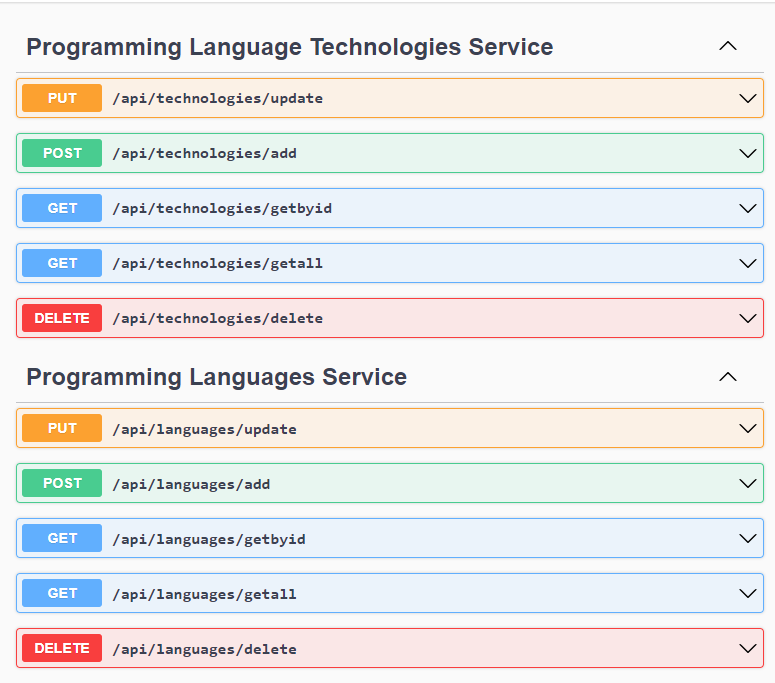 Programming Language Technologies Service
PUT /api/technologies/update
POST /api/technologies/add
GET /api/technologies/getbyid
GET /api/technologies/getall
DELETE /api/technologies/delete
Programming Languages Service
PUT /api/languages/update
POST /api/languages/add
GET /api/languages/getbyid
GET /api/languages/getall
DELETE /api/languages/delete